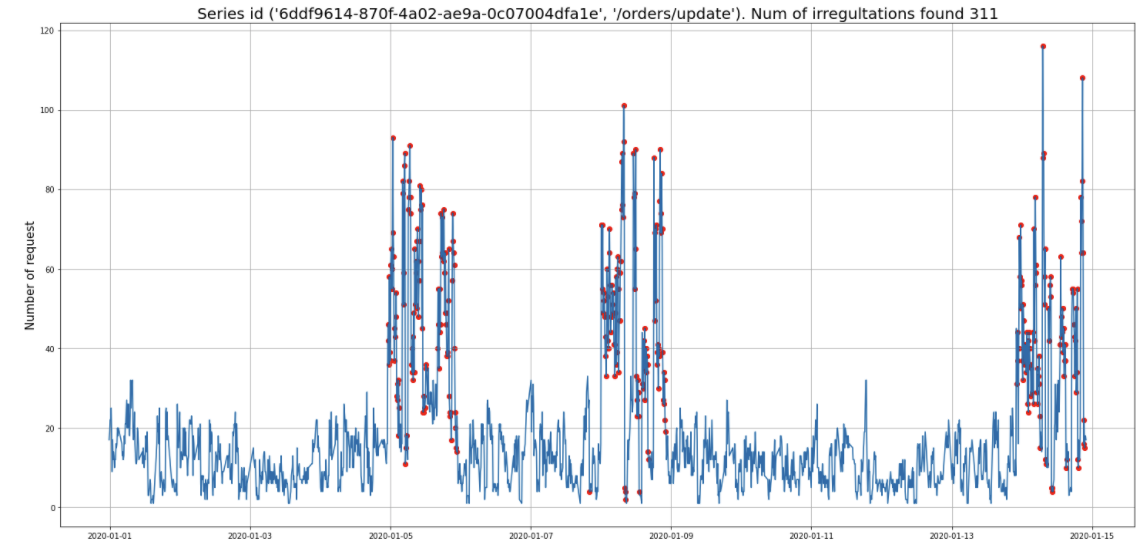 Series id ('6ddf9614-870f-4a02-ae9a-0c07004dfa1e', '/orders/update'). Num of irregultations found 311
120
100
80
60
40
20
0
Number of request
2020-01-01 2020-01-03 2020-01-05 2020-01-07 2020-01-09 2020-01-11 2020-01-13 2020-01-15